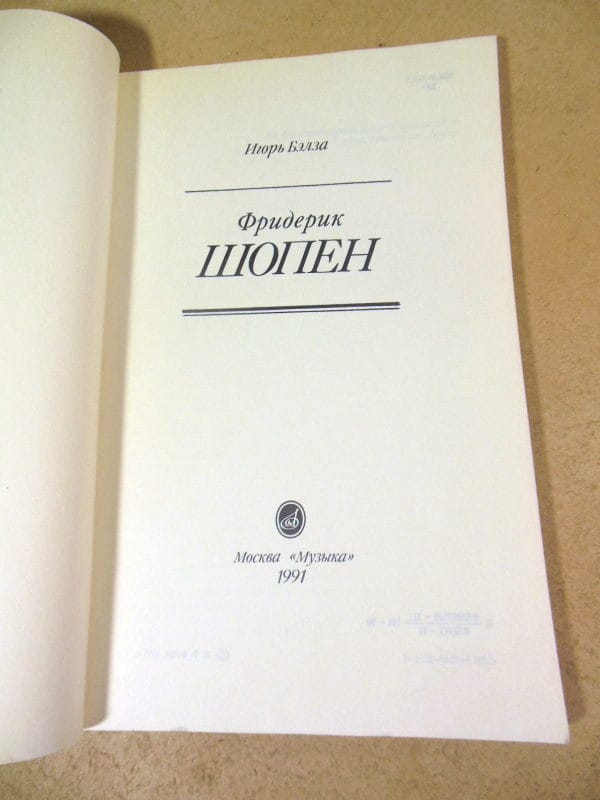 Игорь Бэлза
Фридерик
ШОПЕН
Москва «Музыка»
1991